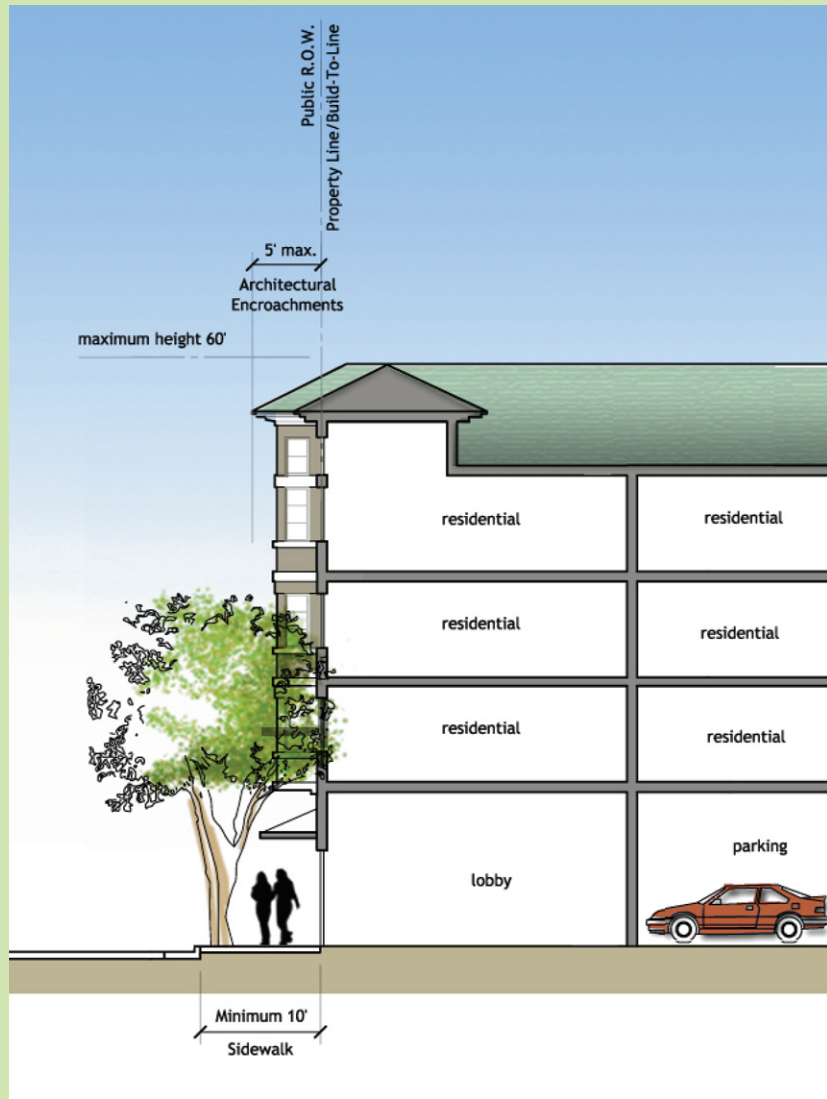 Public R.O.W.
Property Line/Build-To-Line
5' max.
Architectural
Encroachments
maximum height 60'
residential
residential
residential
residential
residential
residential
lobby
parking
Minimum 10'
Sidewalk